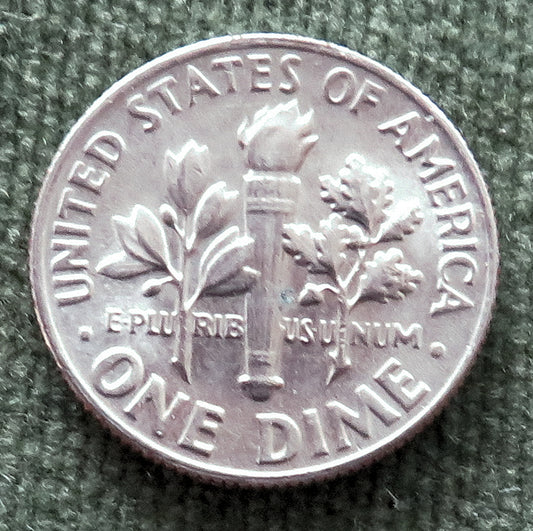 UNITED STATES OF AMERICA
E·PLURIBUS·UNUM
· ONE DIME ·